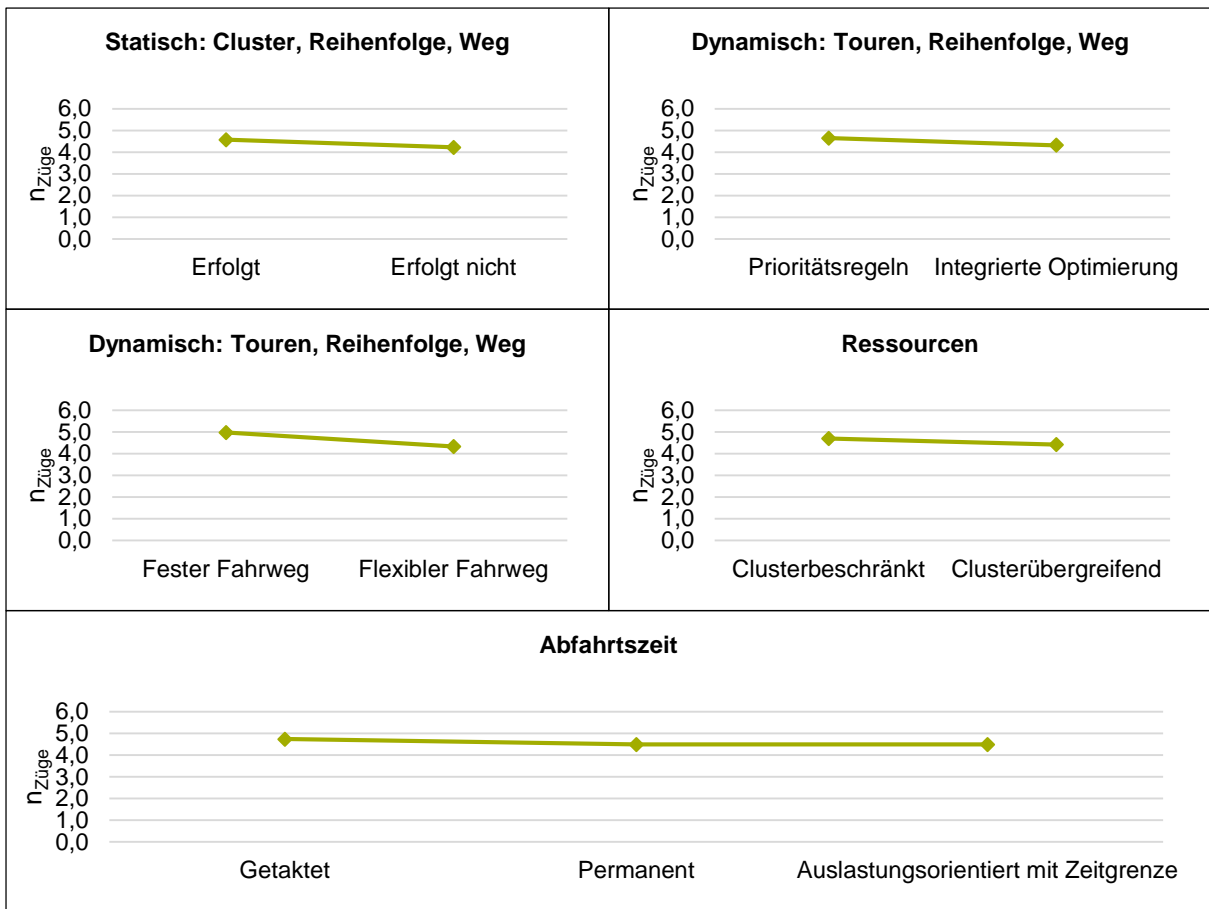 Statisch: Cluster, Reihenfolge, Weg
6,0
5,0
4,0
3,0
2,0
1,0
0,0
nZüge
Erfolgt Erfolgt nicht
Dynamisch: Touren, Reihenfolge, Weg
6,0
5,0
4,0
3,0
2,0
1,0
0,0
nZüge
Prioritätsregeln Integrierte Optimierung
Dynamisch: Touren, Reihenfolge, Weg
6,0
5,0
4,0
3,0
2,0
1,0
0,0
nZüge
Fester Fahrweg Flexibler Fahrweg
Ressourcen
6,0
5,0
4,0
3,0
2,0
1,0
0,0
nZüge
Clusterbeschränkt Clusterübergreifend
Abfahrtszeit
6,0
5,0
4,0
3,0
2,0
1,0
0,0
nZüge
Getaktet Permanent Auslastungsorientiert mit Zeitgrenze